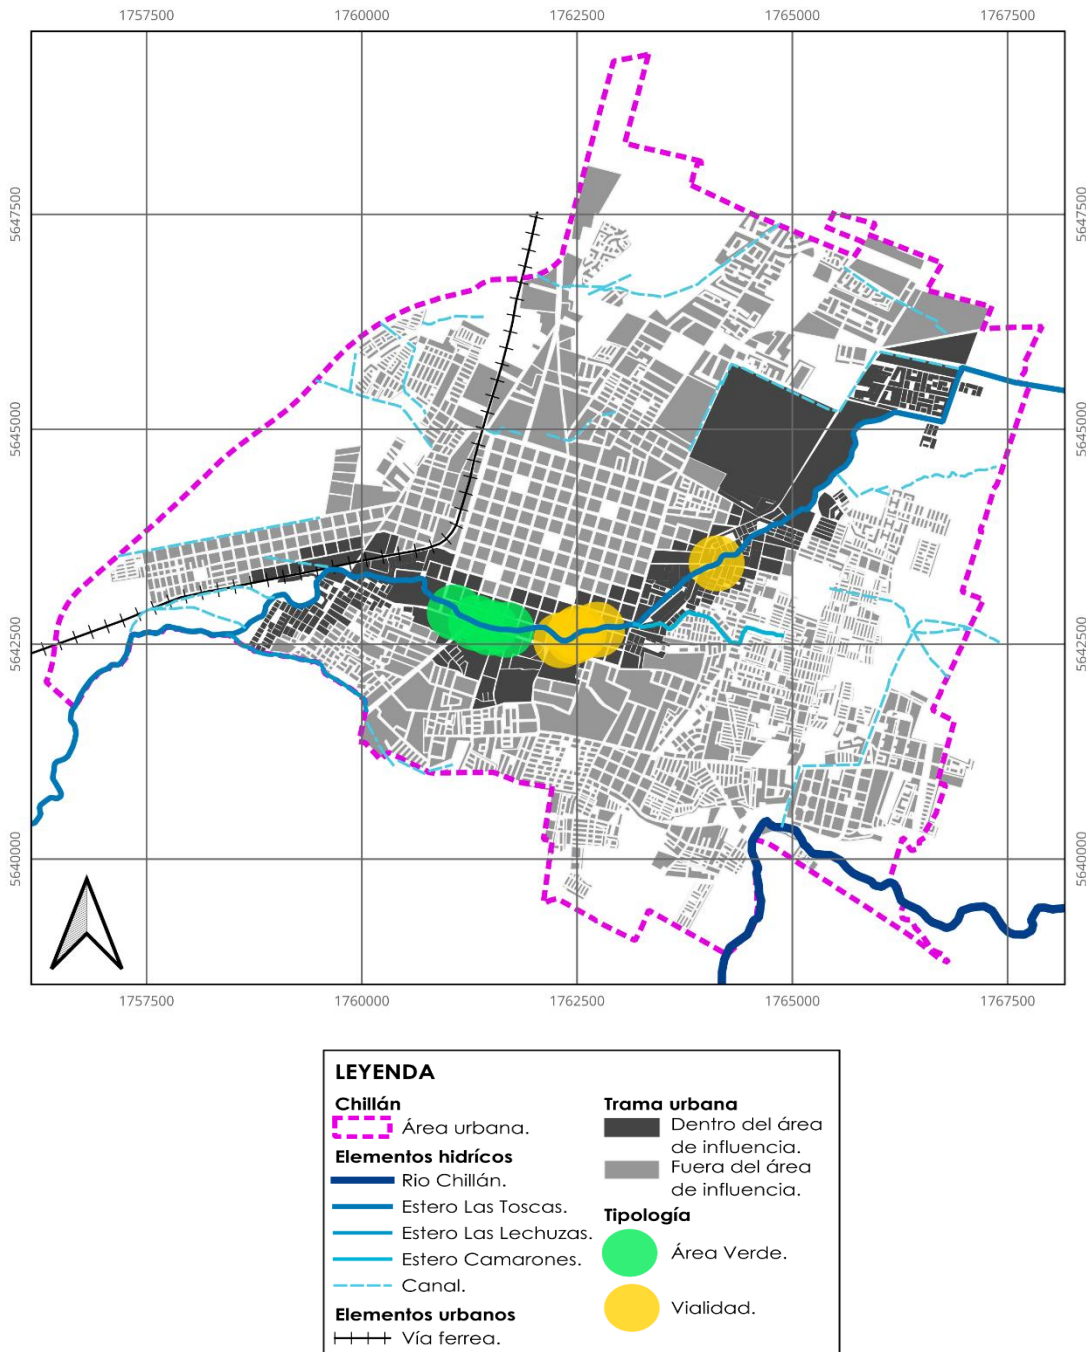 1757500 1760000 1762500 1765000 1767500
5647500 5647500
5645000 5645000
5642500 5642500
5640000 5640000
1757500 1760000 1762500 1765000 1767500
LEYENDA
Chillán
Área urbana.
Elementos hidrícos
Rio Chillán.
Estero Las Toscas.
Estero Las Lechuzas.
Estero Camarones.
Canal.
Elementos urbanos
Vía ferrea.
Trama urbana
Dentro del área
de influencia.
Fuera del área
de influencia.
Tipología
Área Verde.
Vialidad.